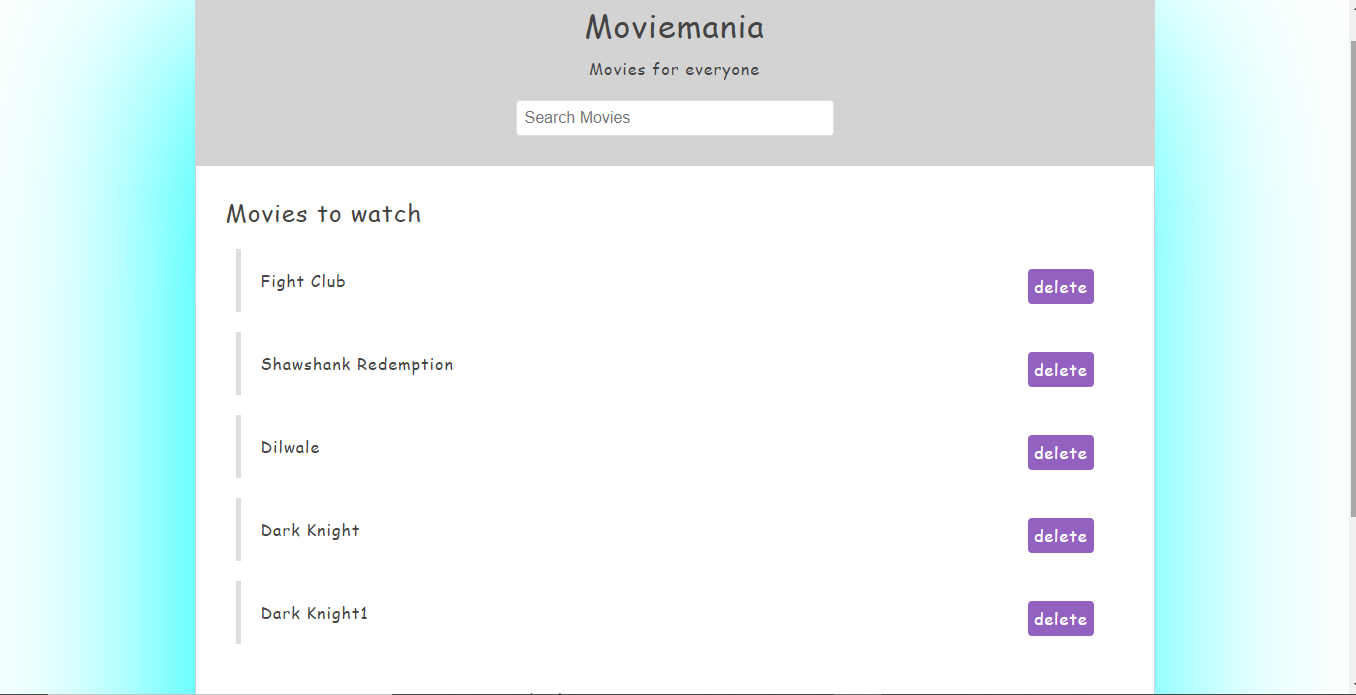 Moviemania
Movies for everyone
Search Movies
Movies to watch
Fight Club
delete
Shawshank Redemption
delete
Dilwale
delete
Dark Knight
delete
Dark Knight1
delete